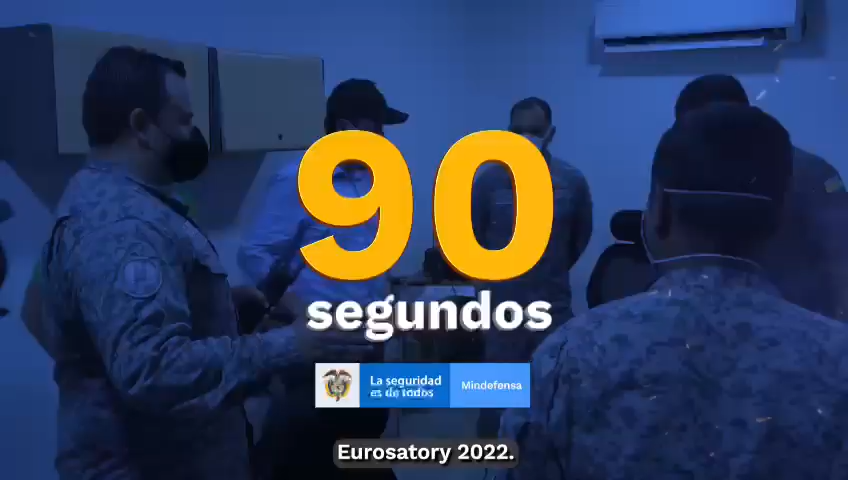 90
segundos
La seguridad
es de todos
Mindefensa
Eurosatory 2022.